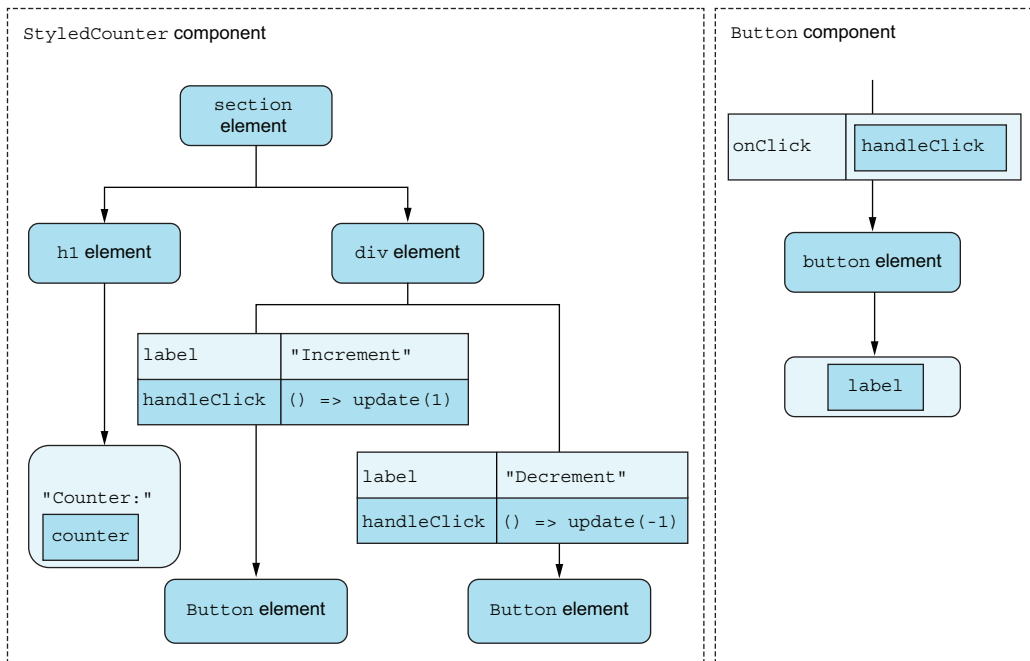 StyledCounter component
section
element
h1 element
div element
label "Increment"
handleClick () => update(1)
label "Decrement"
handleClick () => update(-1)
"Counter:"
counter
Button element
Button element
Button component
onClick handleClick
button element
label